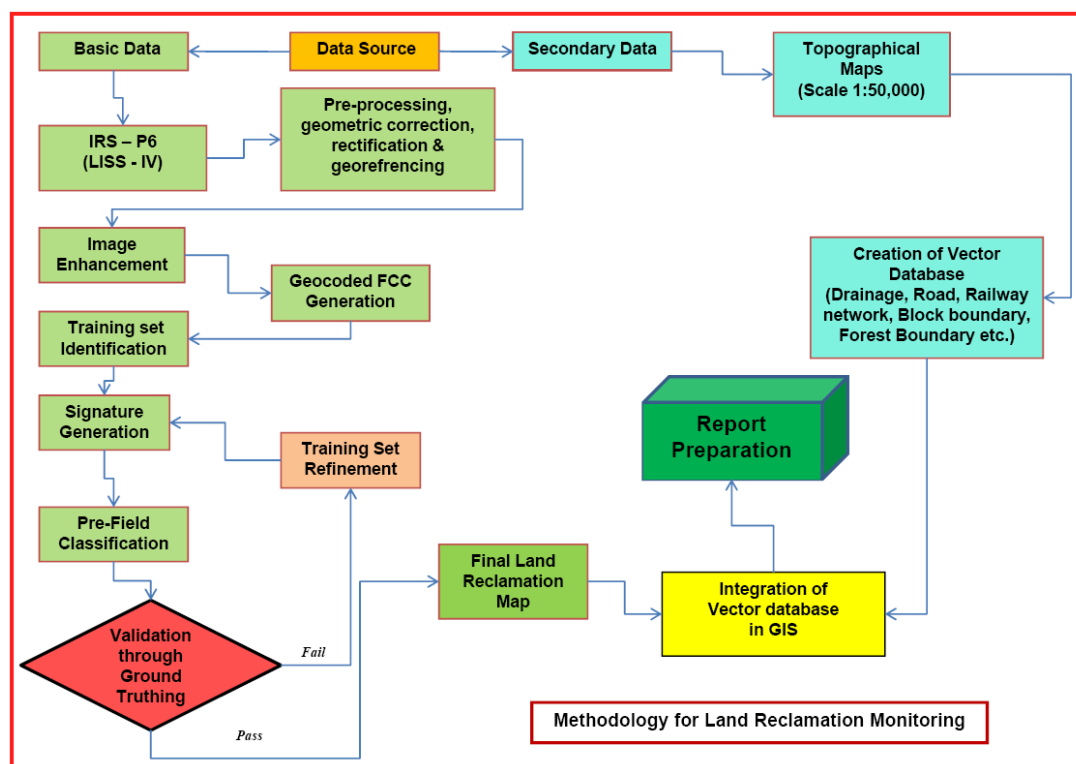 Basic Data
Data Source
Secondary Data
Topographical
Maps
(Scale 1:50,000)
IRS – P6
(LISS - IV)
Pre-processing,
geometric correction,
rectification &
georefrencing
Image
Enhancement
Geocoded FCC
Generation
Creation of Vector
Database
(Drainage, Road, Railway
network, Block boundary,
Forest Boundary etc.)
Training set
Identification
Signature
Generation
Training Set
Refinement
Report
Preparation
Pre-Field
Classification
Final Land
Reclamation
Map
Integration of
Vector database
in GIS
Validation
through
Ground
Truthing
Fail
Pass
Methodology for Land Reclamation Monitoring